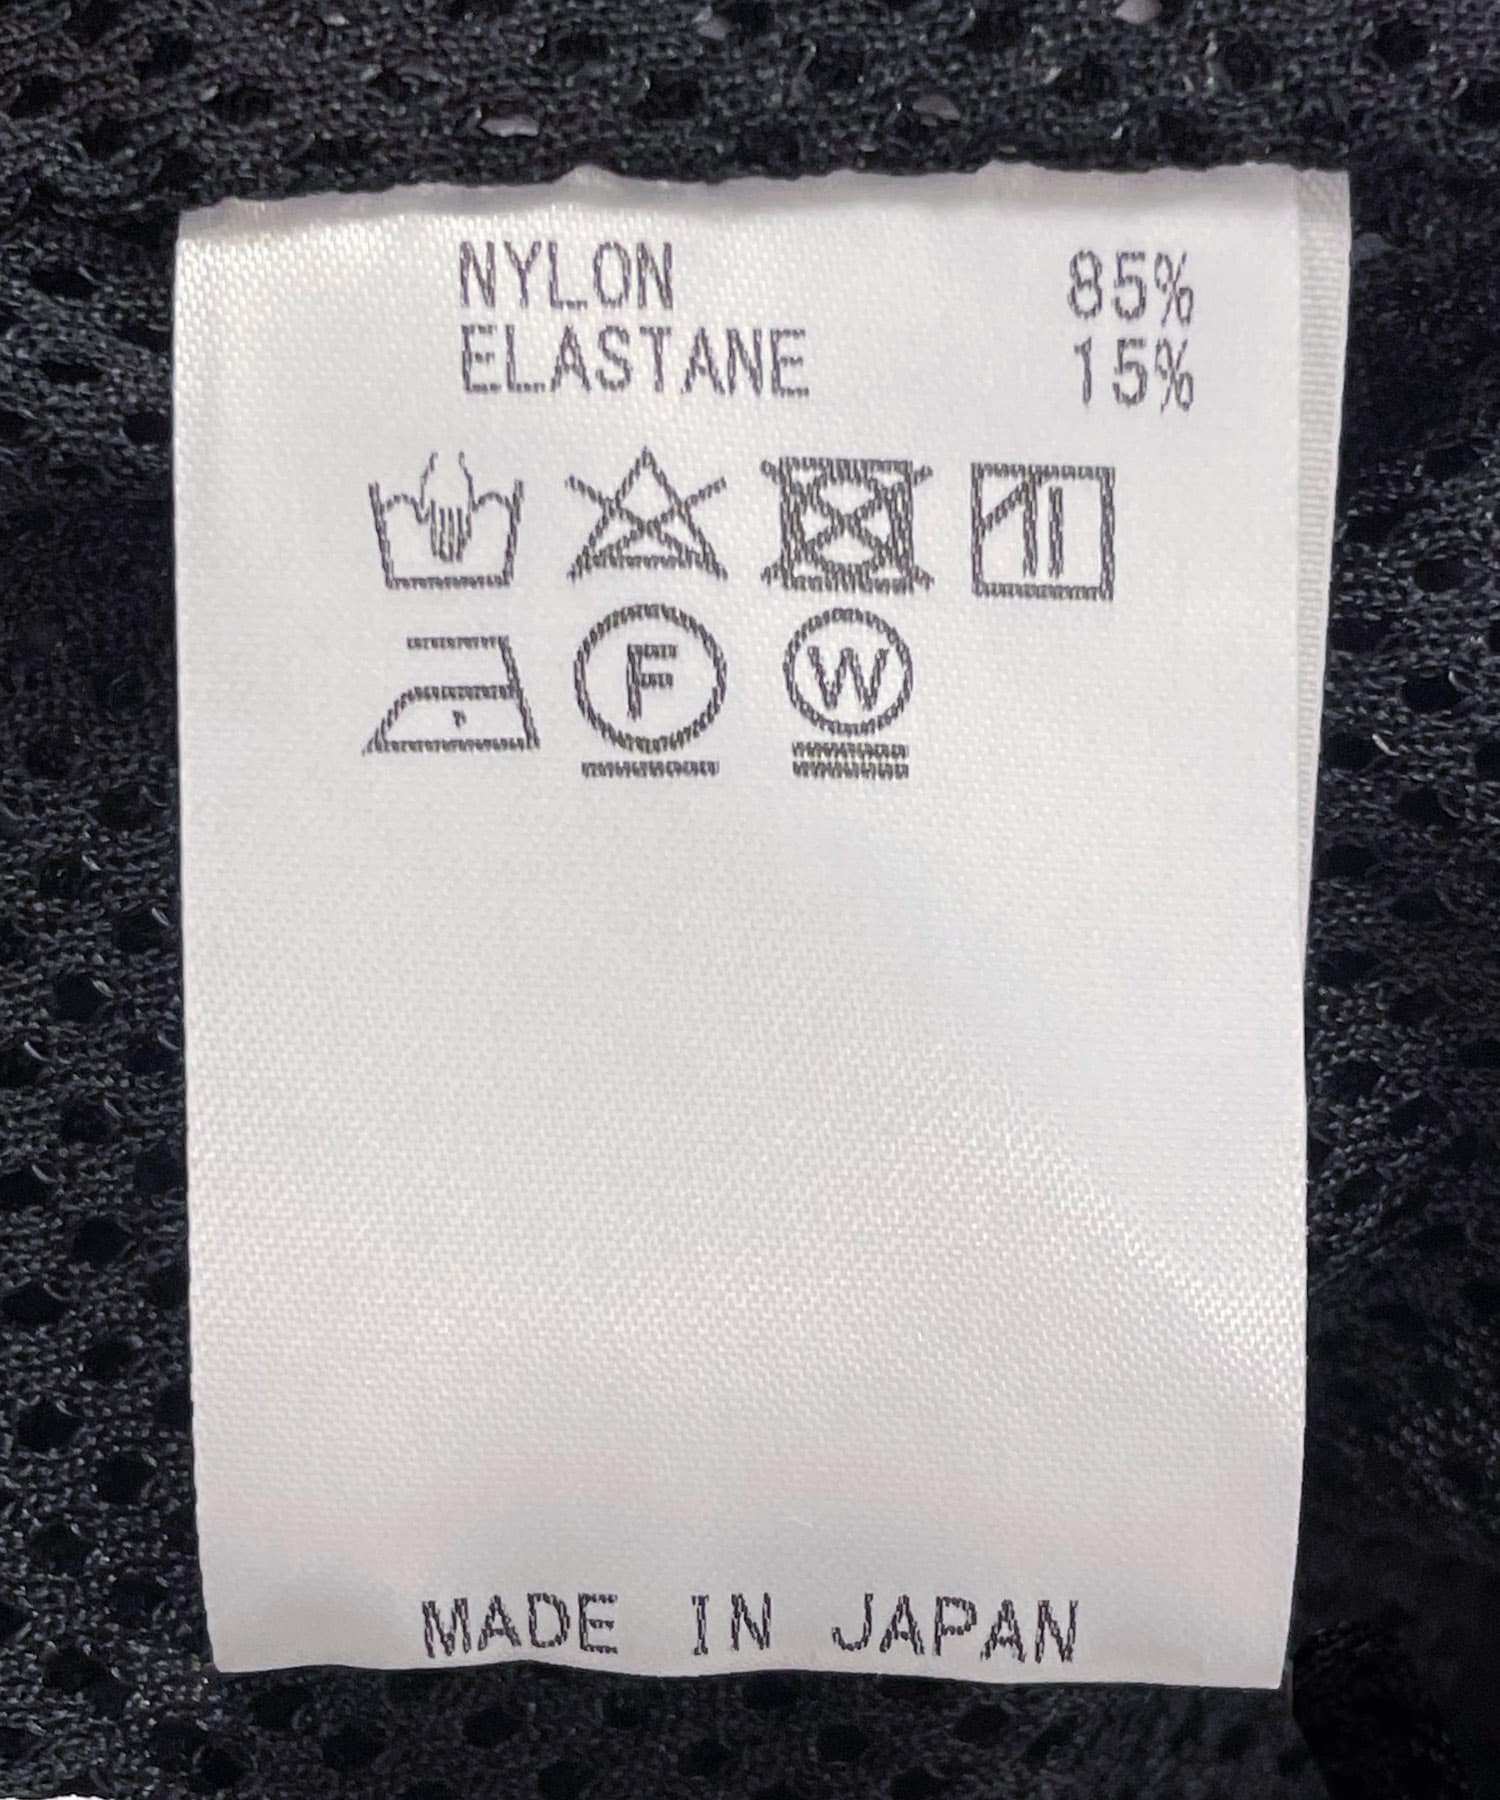 NYLON 85%
ELASTANE 15%
F W
MADE IN JAPAN